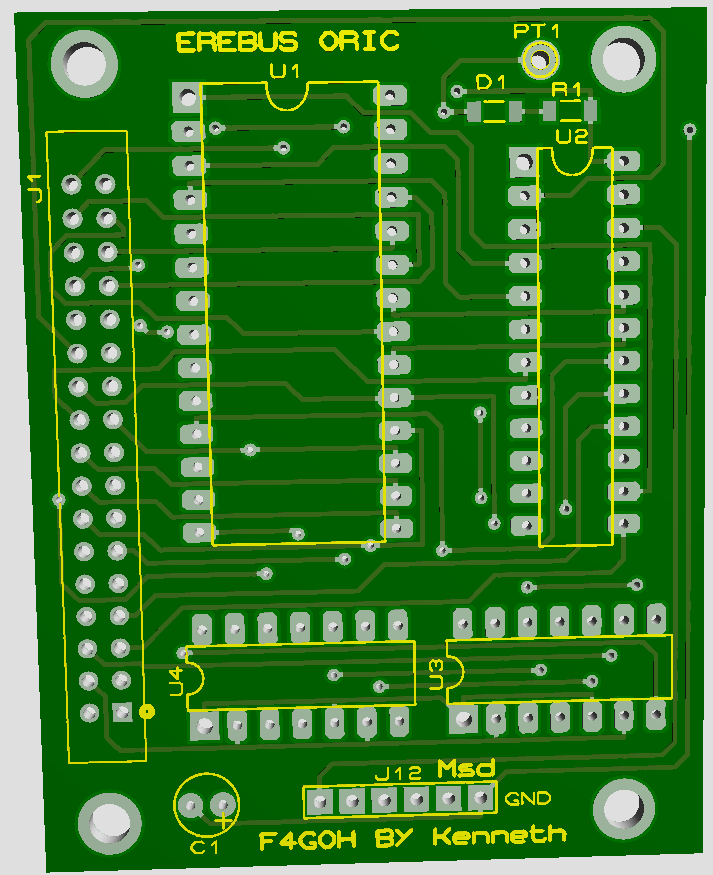 PT1
EREBUS ORIC
U1
D1
R1
U2
J1
U4
U3
J12 Msd
GND
+
C1
F4GOH BY Kenneth